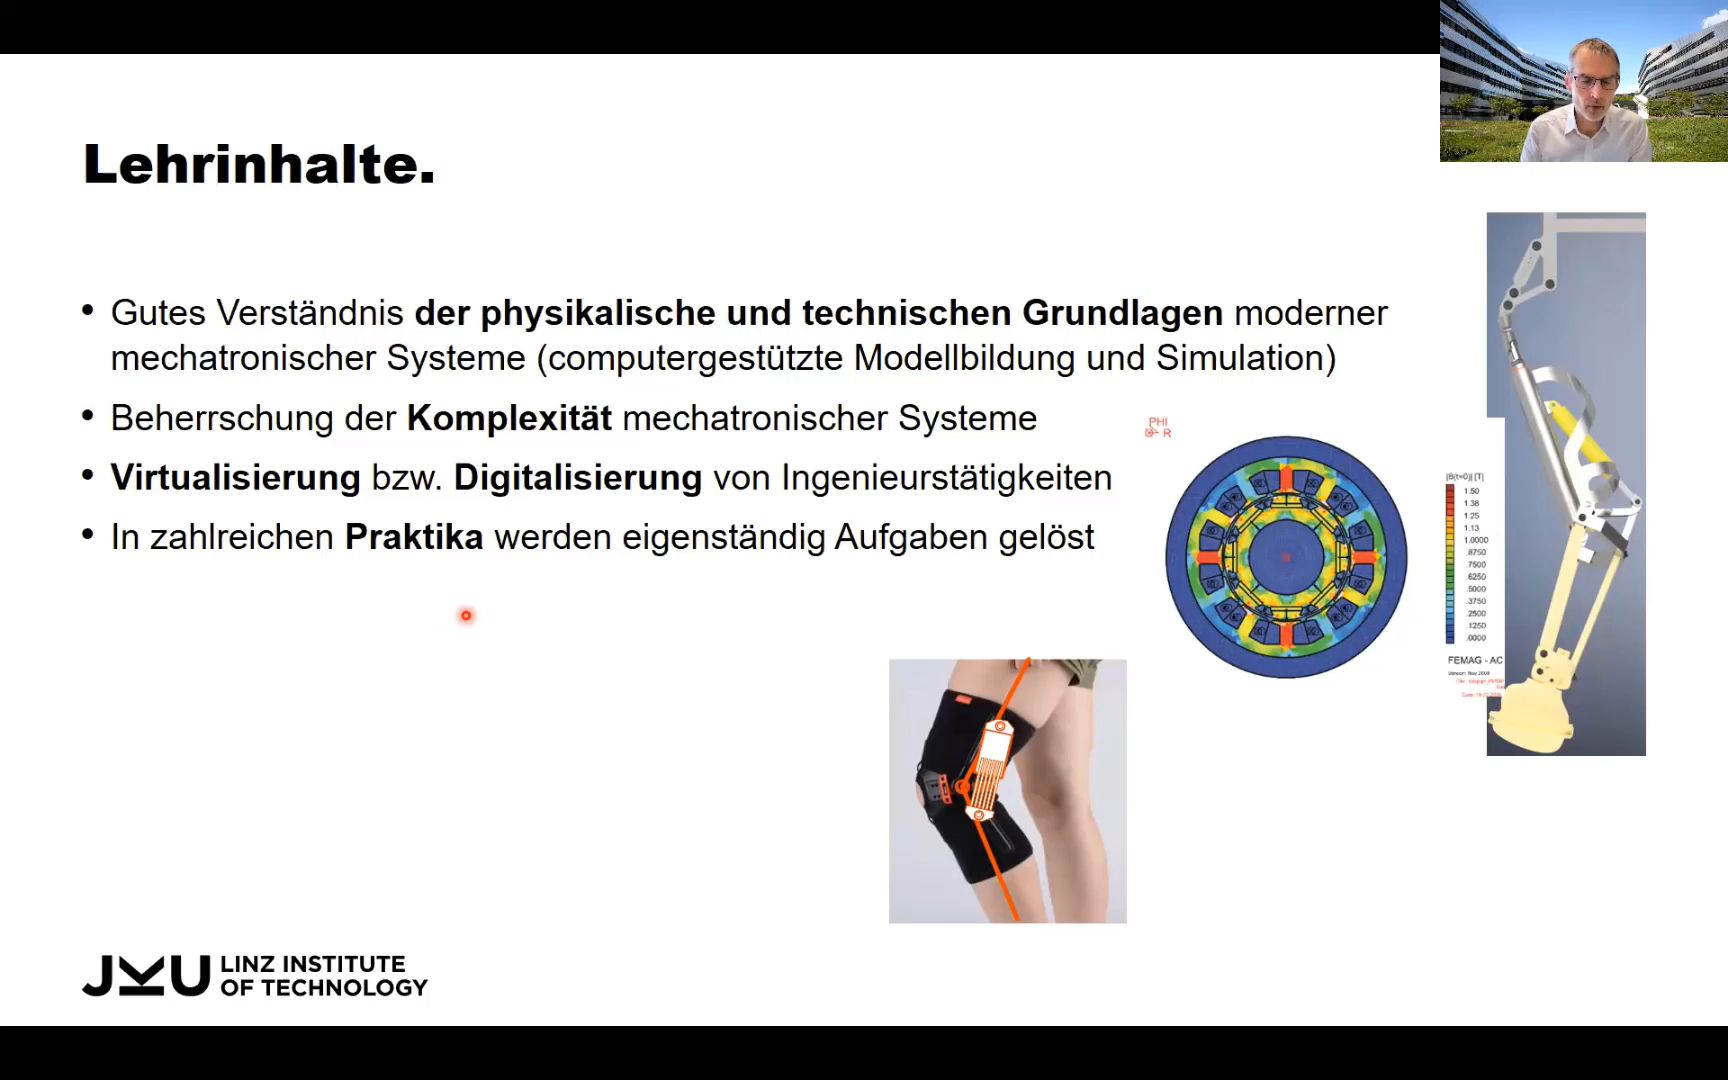 Lehrinhalte.
• Gutes Verständnis der physikalische und technischen Grundlagen moderner
mechatronischer Systeme (computergestützte Modellbildung und Simulation)
• Beherrschung der Komplexität mechatronischer Systeme
• Virtualisierung bzw. Digitalisierung von Ingenieurstätigkeiten
• In zahlreichen Praktika werden eigenständig Aufgaben gelöst
PHI
R
|B(t=0)| [T]
1.50
1.38
1.25
1.13
1.0000
.8750
.7500
.6250
.5000
.3750
.2500
.1250
.0000
FEMAG - AC
JKU LINZ INSTITUTE
OF TECHNOLOGY